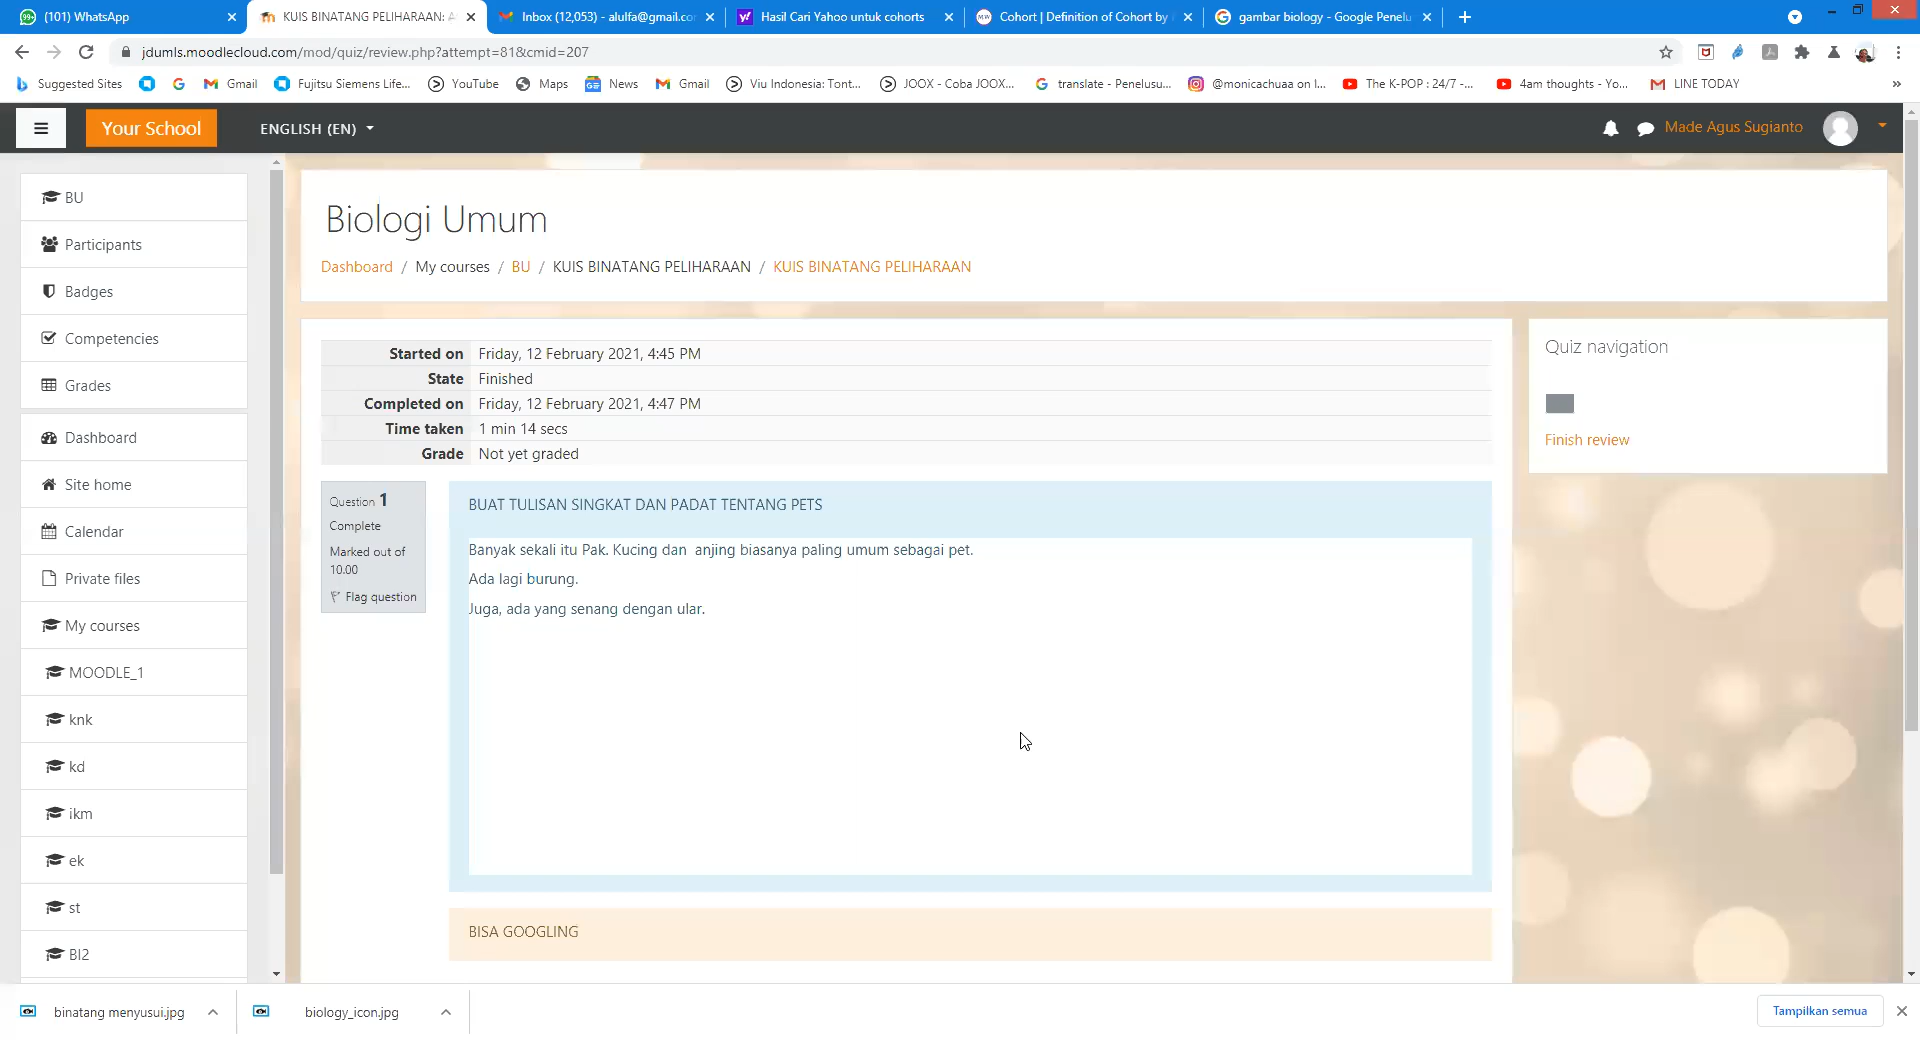 (101) WhatsApp
KUIS BINATANG PELIHARAAN: A
Inbox (12,053) - alulfa@gmail.co
Hasil Cari Yahoo untuk cohorts
Cohort | Definition of Cohort by
gambar biology - Google Penelu
jdumls.moodlecloud.com/mod/quiz/review.php?attempt=81&cmid=207
Suggested Sites
Gmail
Fujitsu Siemens Life...
YouTube
Maps
News
Gmail
Viu Indonesia: Tont...
JOOX - Coba JOOX...
translate - Penelusu...
@monicachuaa on I...
The K-POP : 24/7 -...
4am thoughts - Yo...
LINE TODAY
Your School
ENGLISH (EN)
Made Agus Sugianto
BU
Participants
Badges
Competencies
Grades
Dashboard
Site home
Calendar
Private files
My courses
MOODLE_1
knk
kd
ikm
ek
st
BI2
Biologi Umum
Dashboard / My courses / BU / KUIS BINATANG PELIHARAAN / KUIS BINATANG PELIHARAAN
Started on Friday, 12 February 2021, 4:45 PM
State Finished
Completed on Friday, 12 February 2021, 4:47 PM
Time taken 1 min 14 secs
Grade Not yet graded
Question 1
Complete
Marked out of
10.00
Flag question
BUAT TULISAN SINGKAT DAN PADAT TENTANG PETS
Banyak sekali itu Pak. Kucing dan anjing biasanya paling umum sebagai pet.
Ada lagi burung.
Juga, ada yang senang dengan ular.
BISA GOOGLING
Quiz navigation
Finish review
binatang menyusui.jpg
biology_icon.jpg
Tampilkan semua